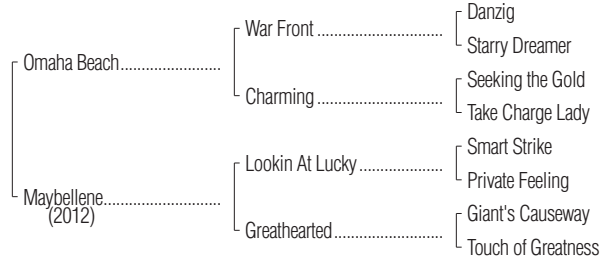 Danzig
War Front ..............................
Starry Dreamer
Omaha Beach........................
Seeking the Gold
Charming ..............................
Take Charge Lady
Smart Strike
Lookin At Lucky....................
Private Feeling
Maybellene............................
(2012)
Giant's Causeway
Greathearted..........................
Touch of Greatness